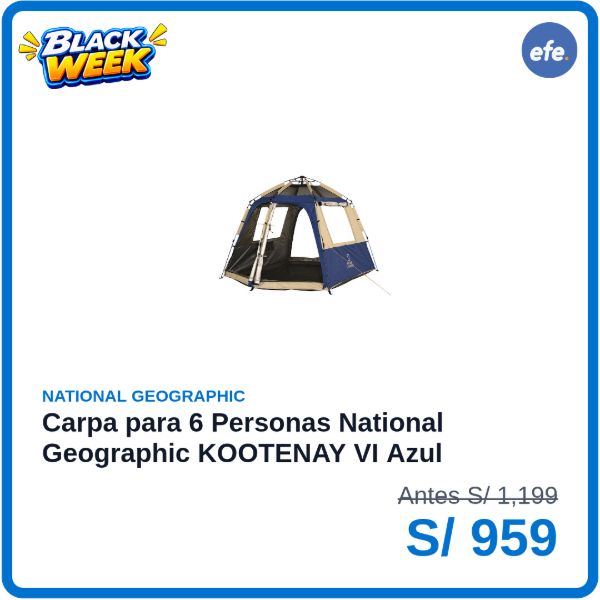 BLACK
WEEK
efe.
NATIONAL GEOGRAPHIC
Carpa para 6 Personas National
Geographic KOOTENAY VI Azul
Antes S/ 1,199
S/ 959